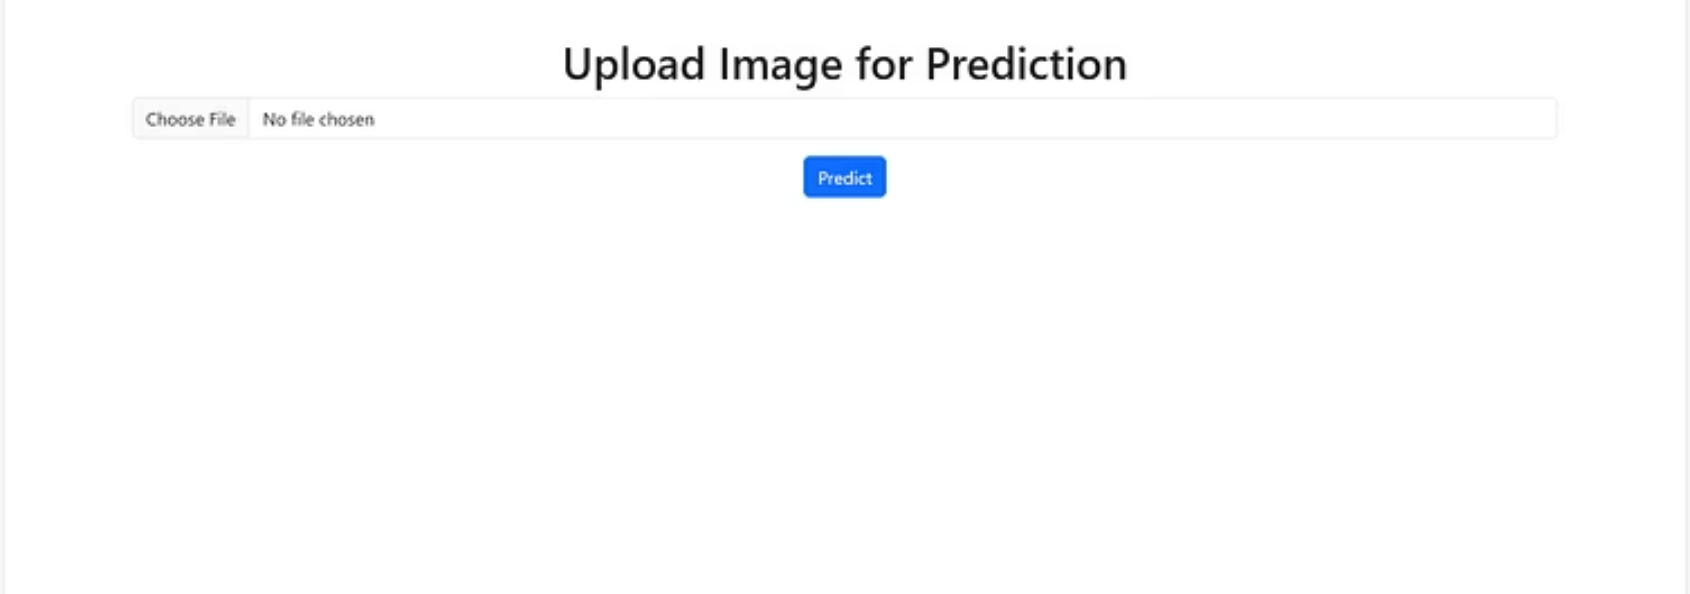 Upload Image for Prediction
Choose File No file chosen
Predict